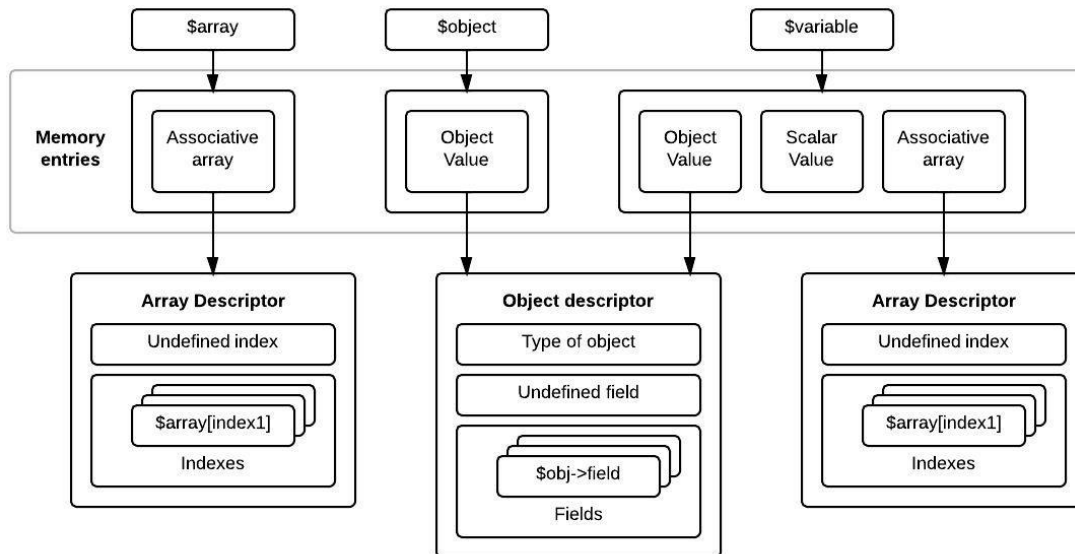 $array
$object
$variable
Memory
entries
Associative
array
Object
Value
Object
Value
Scalar
Value
Associative
array
Array Descriptor
Undefined index
$array[index1]
Indexes
Object descriptor
Type of object
Undefined field
$obj->field
Fields
Array Descriptor
Undefined index
$array[index1]
Indexes